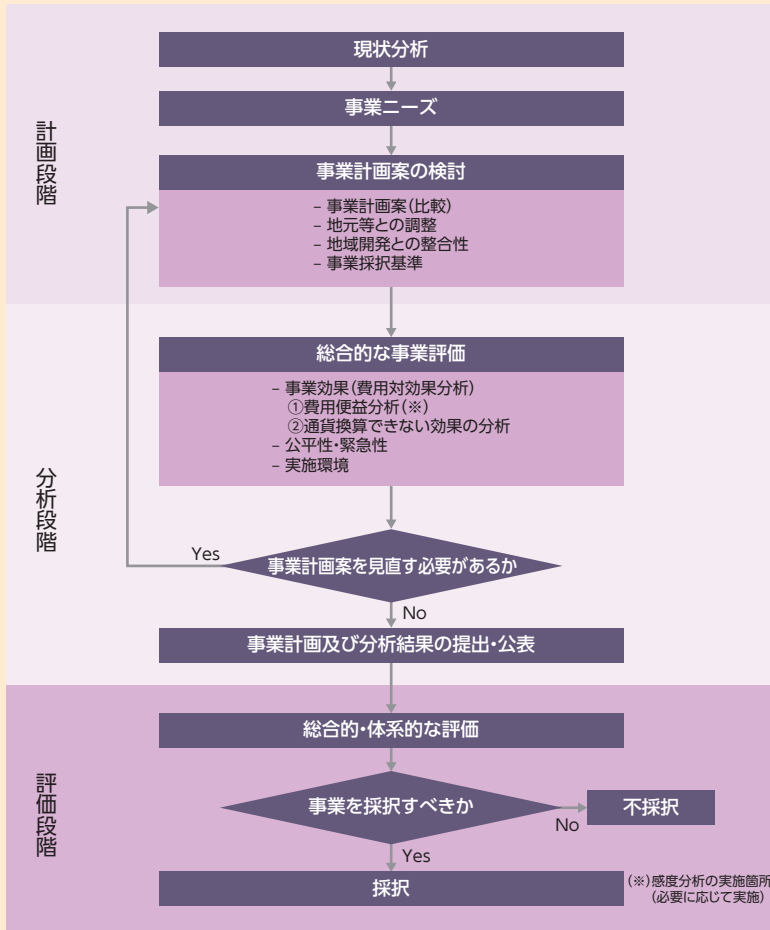 計画段階
現状分析
事業ニーズ
事業計画案の検討
– 事業計画案(比較)
– 地元等との調整
– 地域開発との整合性
– 事業採択基準
分析段階
総合的な事業評価
– 事業効果(費用対効果分析)
①費用便益分析(※)
②通貨換算できない効果の分析
– 公平性・緊急性
– 実施環境
Yes
事業計画案を見直す必要があるか
No
事業計画及び分析結果の提出・公表
評価段階
総合的・体系的な評価
事業を採択すべきか
No
不採択
Yes
採択
(※)感度分析の実施箇所
(必要に応じて実施)